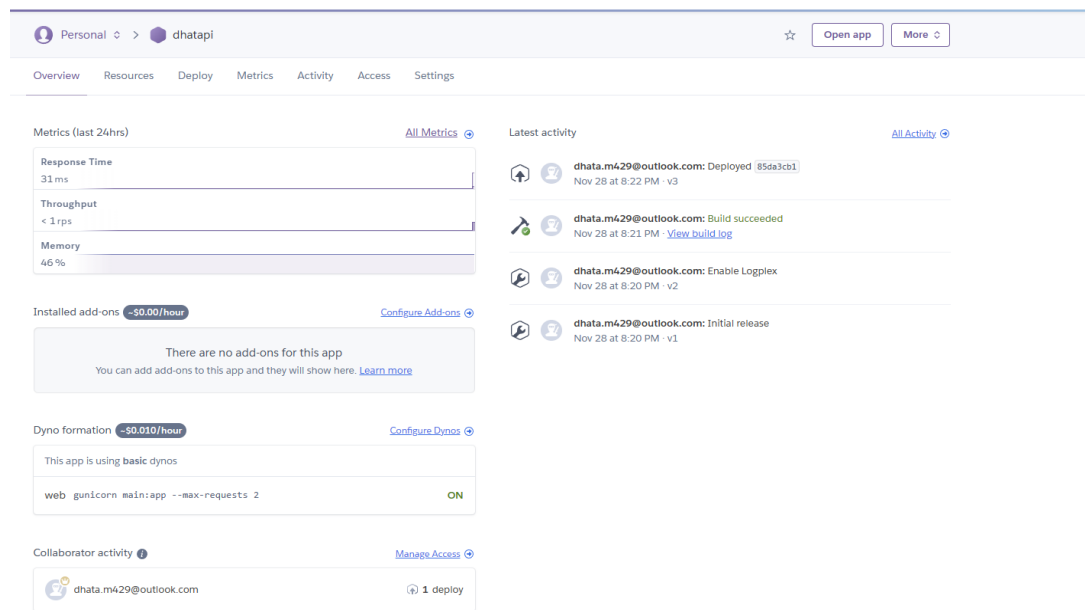 Personal > dhatapi
Open app
More
Overview Resources Deploy Metrics Activity Access Settings
Metrics (last 24hrs)
All Metrics
Response Time
31 ms
Throughput
< 1 rps
Memory
46 %
Installed add-ons ~$0.00/hour
Configure Add-ons
There are no add-ons for this app
You can add add-ons to this app and they will show here. Learn more
Dyno formation ~$0.010/hour
Configure Dynos
This app is using basic dynos
web gunicorn main:app --max-requests 2 ON
Collaborator activity
Manage Access
dhata.m429@outlook.com 1 deploy
Latest activity
All Activity
dhata.m429@outlook.com: Deployed 85da3cb1
Nov 28 at 8:22 PM · v3
dhata.m429@outlook.com: Build succeeded
Nov 28 at 8:21 PM · View build log
dhata.m429@outlook.com: Enable Logplex
Nov 28 at 8:20 PM · v2
dhata.m429@outlook.com: Initial release
Nov 28 at 8:20 PM · v1